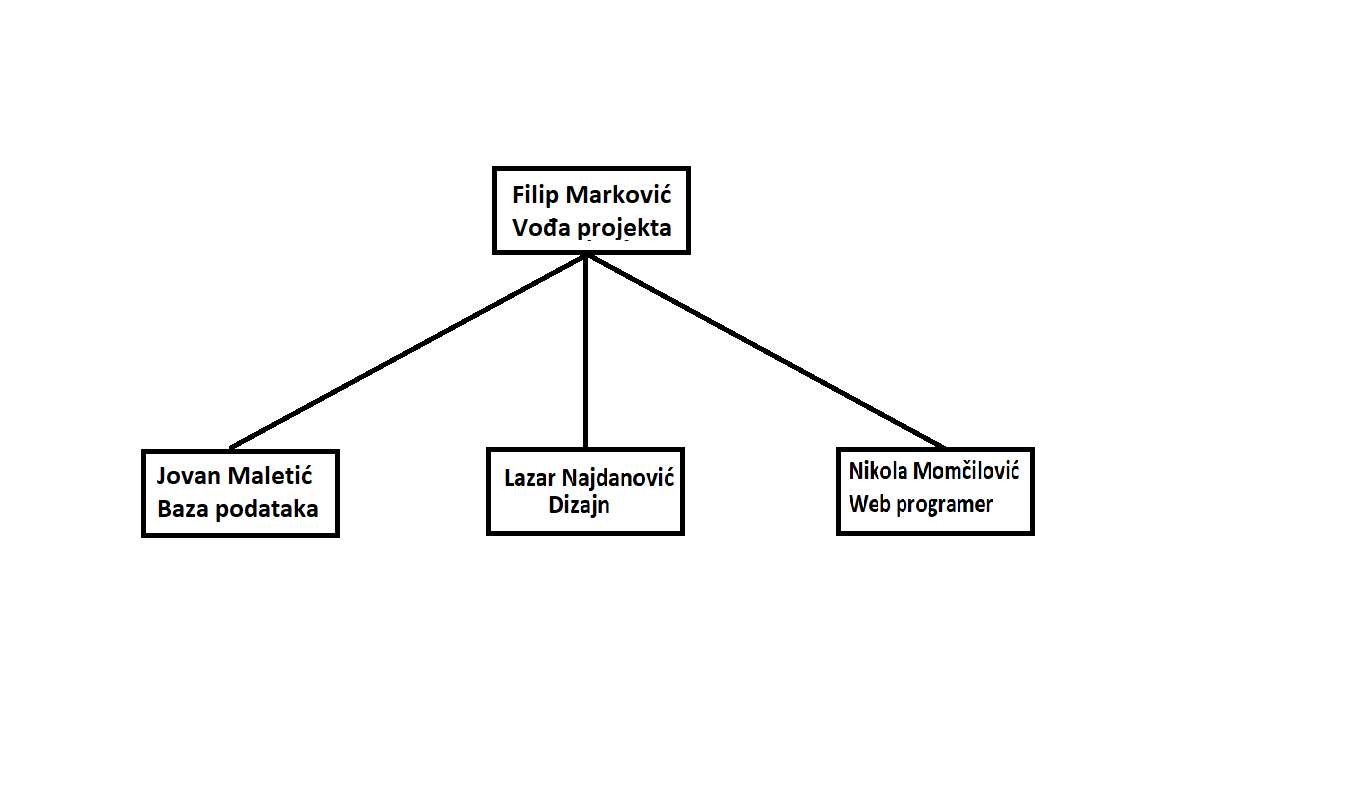 Filip Marković
Vođa projekta
Jovan Maletić
Baza podataka
Lazar Najdanović
Dizajn
Nikola Momčilović
Web programer